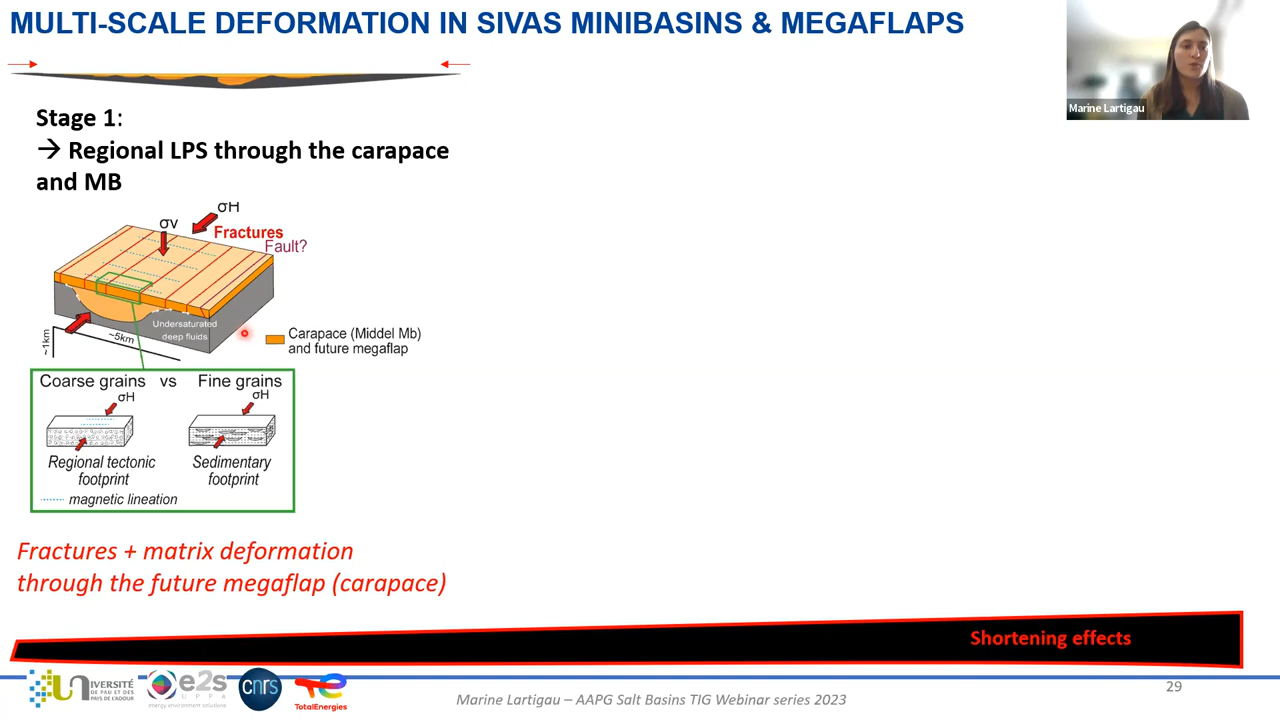 MULTI-SCALE DEFORMATION IN SIVAS MINIBASINS & MEGAFLAPS
Marine Lartigau
Stage 1:
→ Regional LPS through the carapace
and MB
σH
σv
Fractures
Fault?
Undersaturated
deep fluids
~1km
~5km
Carapace (Middel Mb)
and future megaflap
Coarse grains vs Fine grains
σH
σH
Regional tectonic
footprint
Sedimentary
footprint
magnetic lineation
Fractures + matrix deformation
through the future megaflap (carapace)
Shortening effects
UNIVERSITÉ
DE PAU ET DES
PAYS DE L'ADOUR
e2s
UPPA
energy environment solutions
cnrs
TotalEnergies
Marine Lartigau – AAPG Salt Basins TIG Webinar series 2023
29